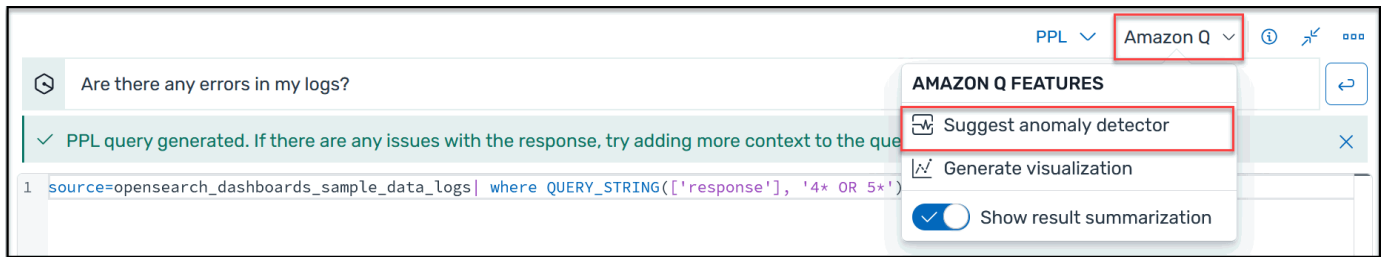 PPL
Amazon Q
Are there any errors in my logs?
AMAZON Q FEATURES
Suggest anomaly detector
PPL query generated. If there are any issues with the response, try adding more context to the que
Generate visualization
1 source=opensearch_dashboards_sample_data_logs| where QUERY_STRING(['response'], '4* OR 5*')
Show result summarization